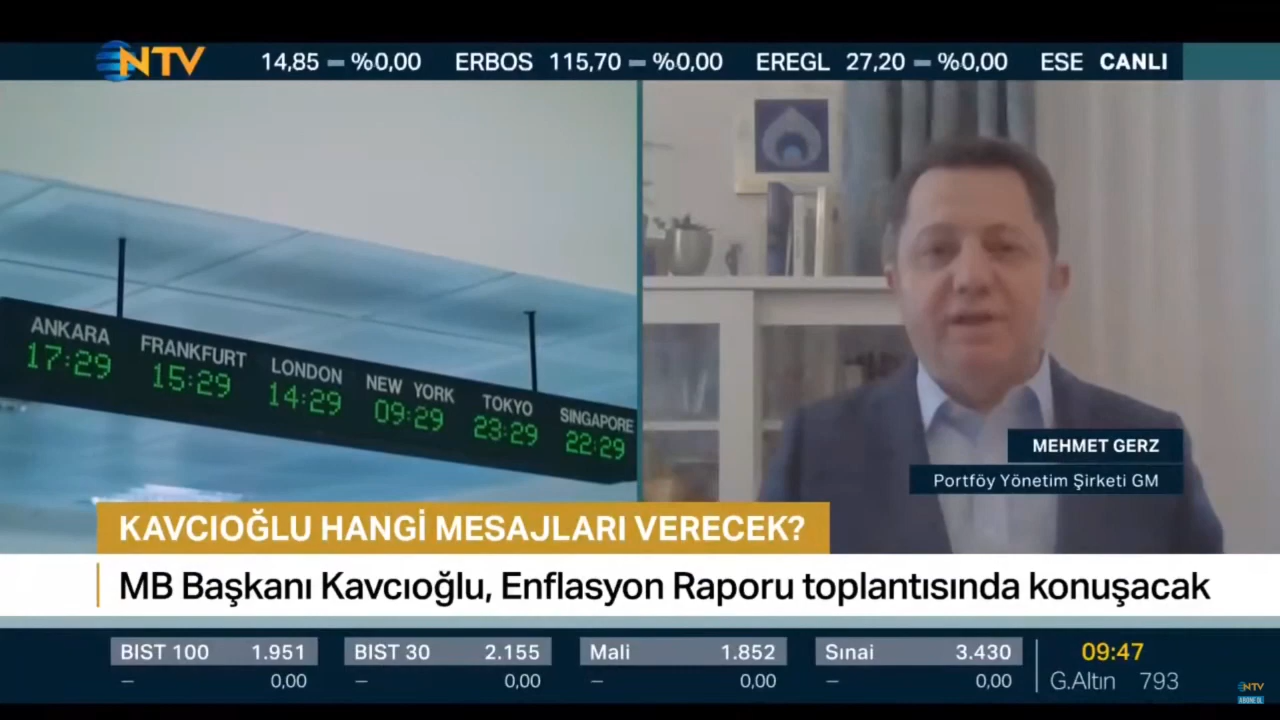 NTV
14,85 %0,00 ERBOS 115,70 %0,00 EREGL 27,20 %0,00 ESE CANLI
ANKARA
17:29
FRANKFURT
15:29
LONDON
14:29
NEW YORK
09:29
TOKYO
23:29
SINGAPORE
22:29
MEHMET GERZ
Portföy Yönetim Şirketi GM
KAVCIOĞLU HANGİ MESAJLARI VERECEK?
MB Başkanı Kavcıoğlu, Enflasyon Raporu toplantısında konuşacak
BIST 100 1.951
– 0,00
BIST 30 2.155
– 0,00
Mali 1.852
– 0,00
Sınai 3.430
– 0,00
09:47
G.Altın 793
NTV
ABONE OL